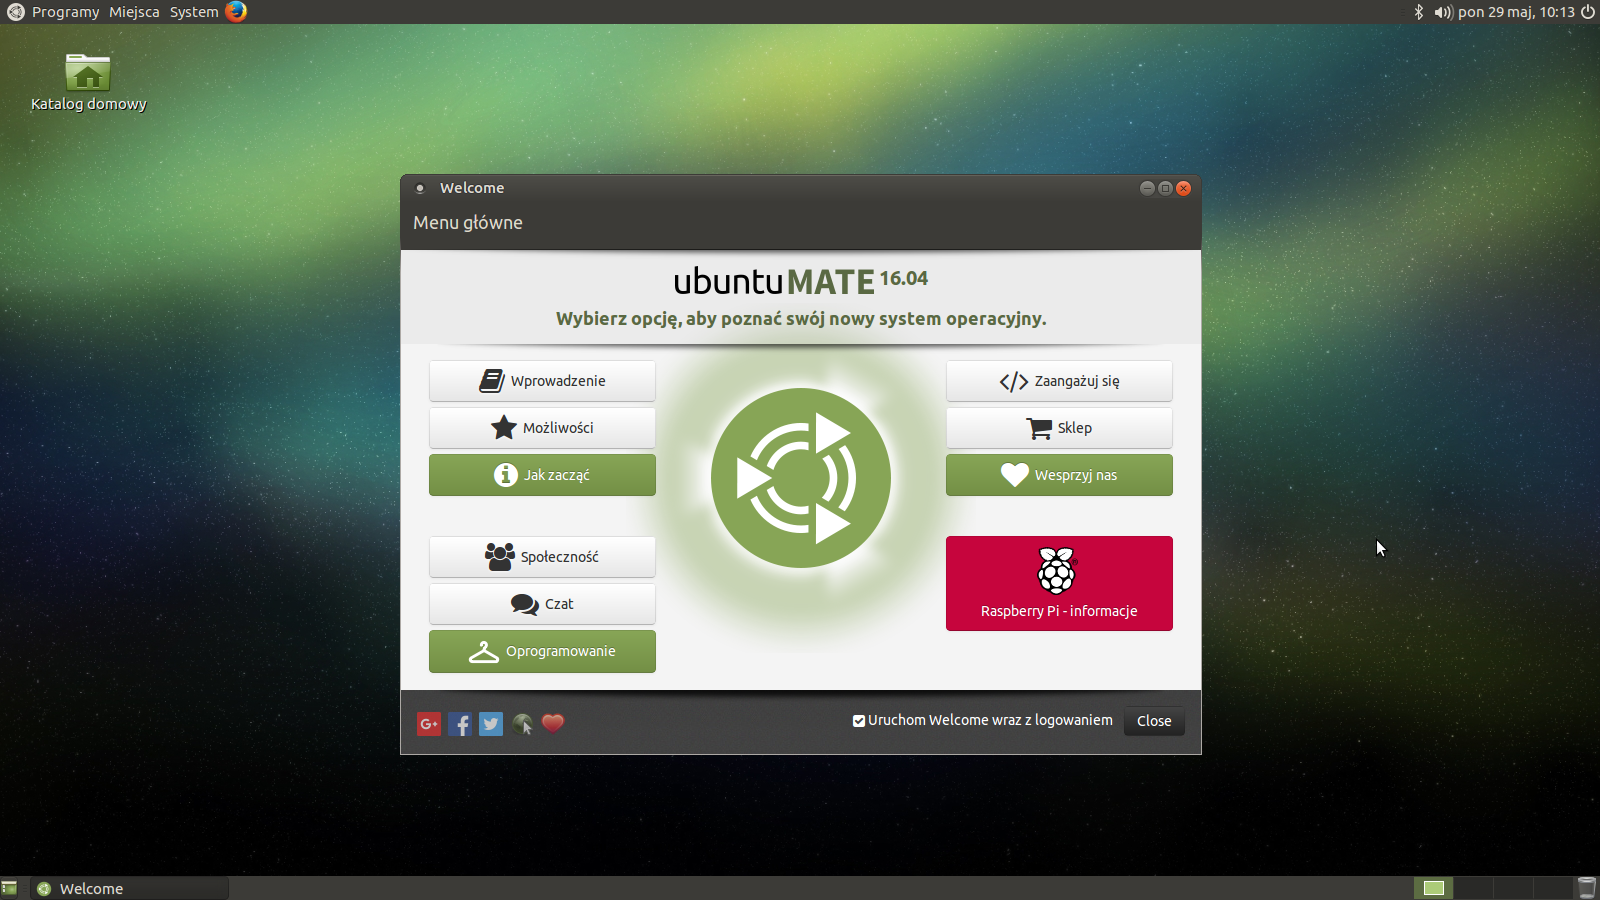 Programy Miejsca System
pon 29 maj, 10:13
Katalog domowy
Welcome
Menu główne
ubuntu MATE 16.04
Wybierz opcję, aby poznać swój nowy system operacyjny.
Wprowadzenie
Możliwości
Jak zacząć
Zaangażuj się
Sklep
Wesprzyj nas
Społeczność
Czat
Oprogramowanie
Raspberry Pi - informacje
G+
Uruchom Welcome wraz z logowaniem
Close
Welcome